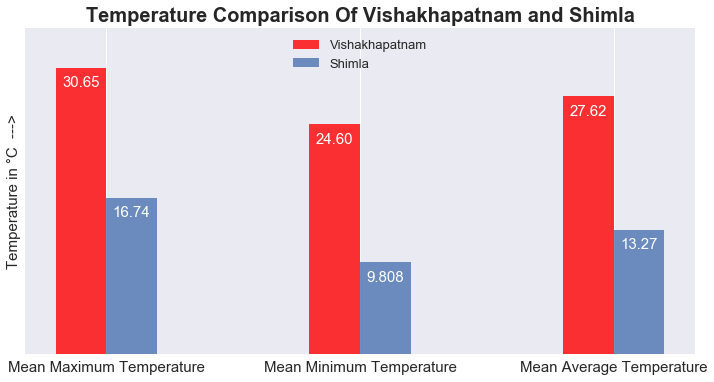 Temperature Comparison Of Vishakhapatnam and Shimla
Vishakhapatnam
Shimla
Temperature in °C --->
30.65
16.74
24.60
9.808
27.62
13.27
Mean Maximum Temperature
Mean Minimum Temperature
Mean Average Temperature